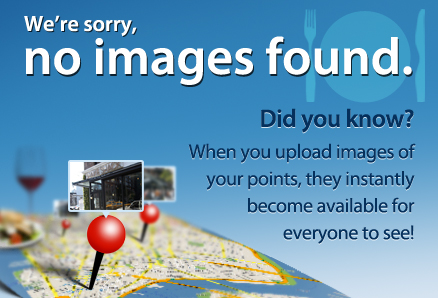 We're sorry,
no images found.
Did you know?
When you upload images of
your points, they instantly
become available for
everyone to see!